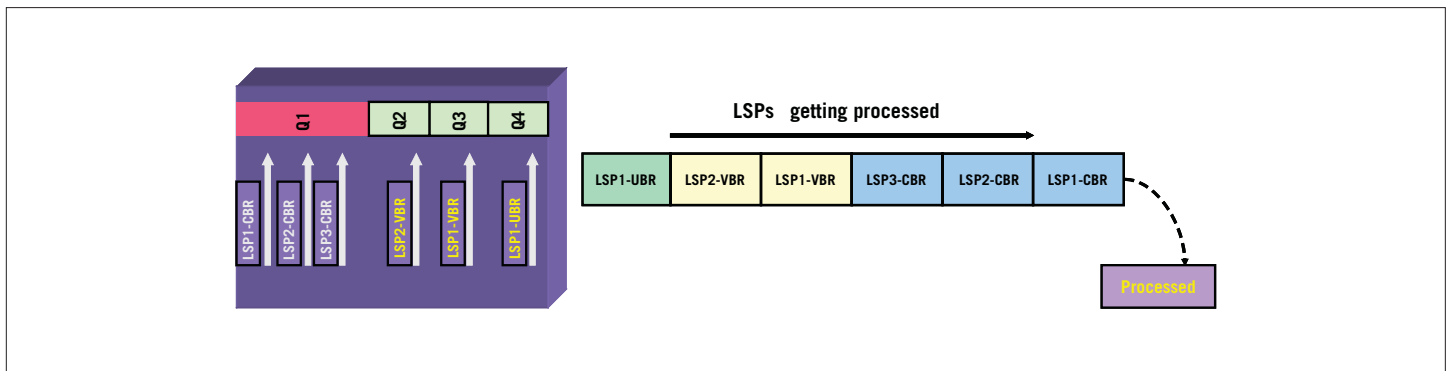 Q1
Q2
Q3
Q4
LSP1-CBR
LSP2-CBR
LSP3-CBR
LSP2-VBR
LSP1-VBR
LSP1-UBR
LSPs getting processed
LSP1-UBR
LSP2-VBR
LSP1-VBR
LSP3-CBR
LSP2-CBR
LSP1-CBR
Processed